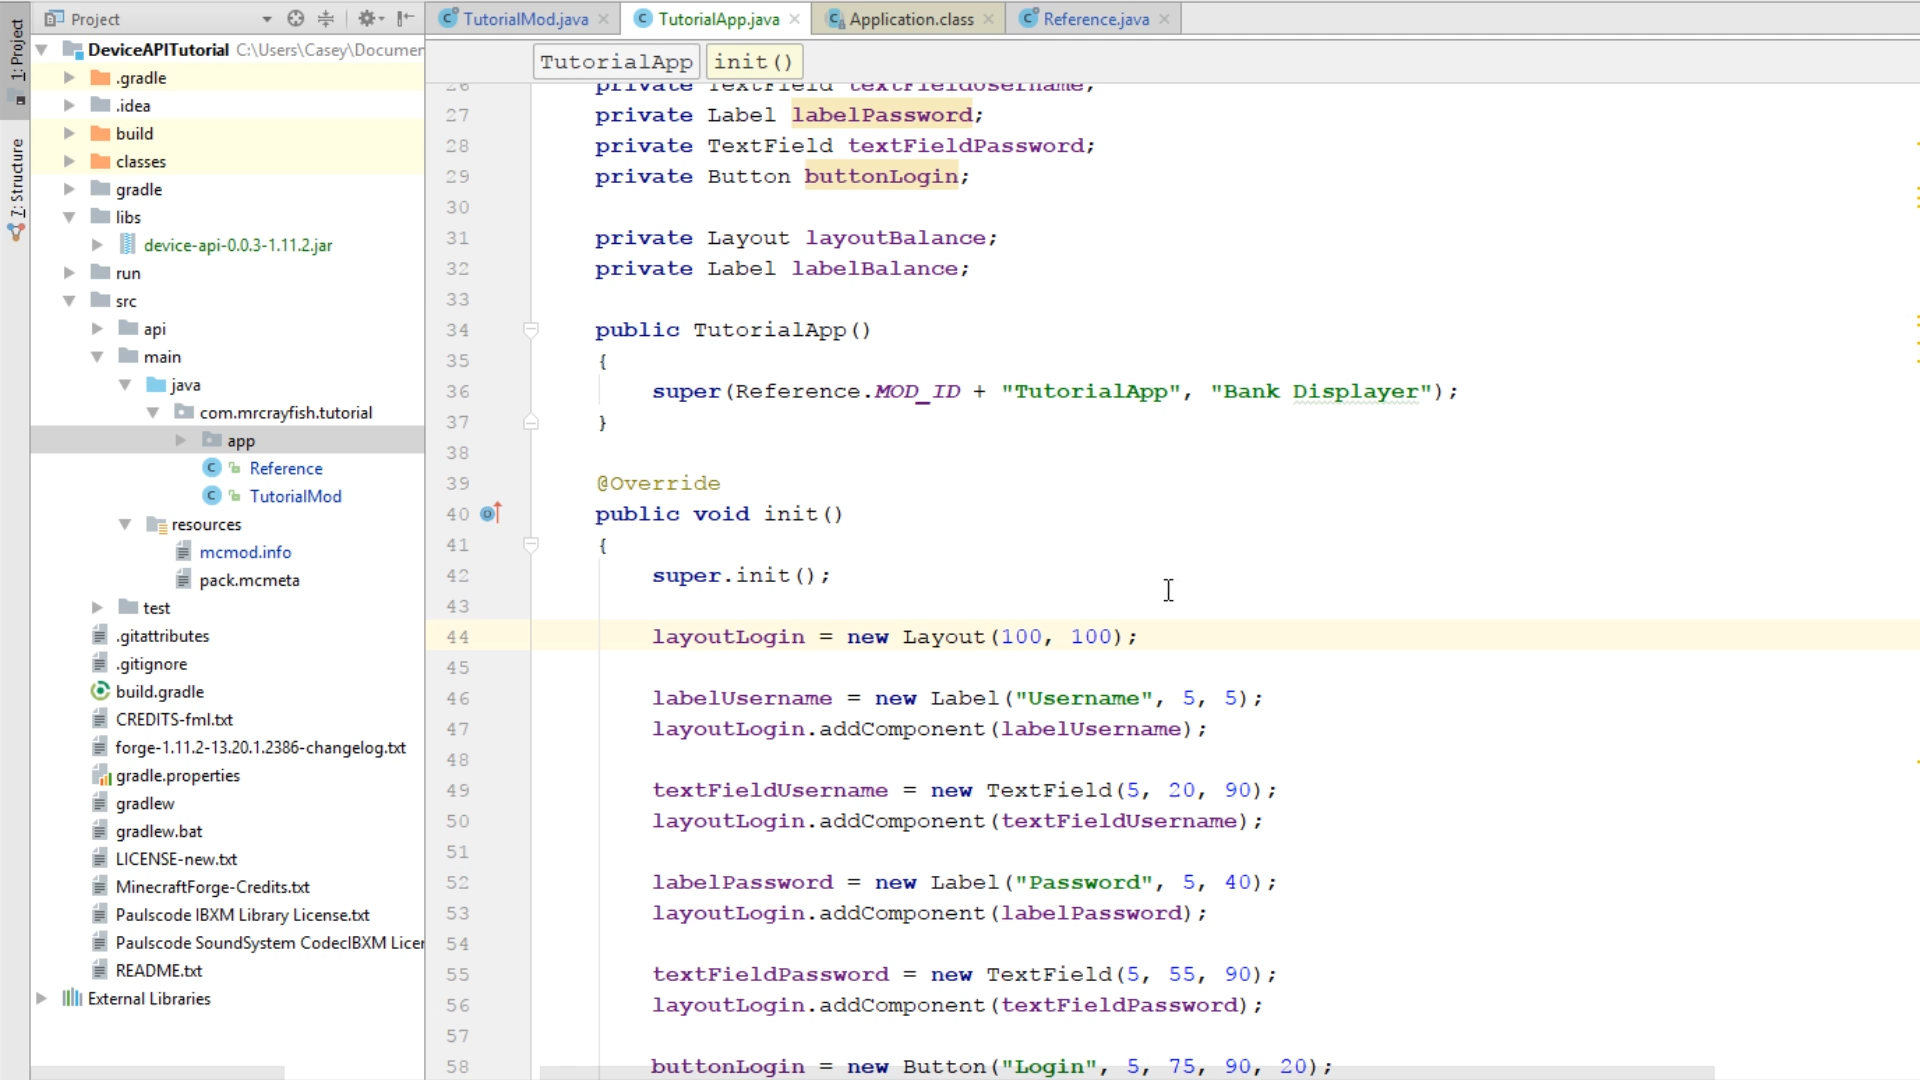 Project
TutorialMod.java
TutorialApp.java
Application.class
Reference.java
1: Project
7: Structure
DeviceAPITutorial C:\Users\Casey\Documen
.gradle
.idea
build
classes
gradle
libs
device-api-0.0.3-1.11.2.jar
run
src
api
main
java
com.mrcrayfish.tutorial
app
Reference
TutorialMod
resources
mcmod.info
pack.mcmeta
test
.gitattributes
.gitignore
build.gradle
CREDITS-fml.txt
forge-1.11.2-13.20.1.2386-changelog.txt
gradle.properties
gradlew
gradlew.bat
LICENSE-new.txt
MinecraftForge-Credits.txt
Paulscode IBXM Library License.txt
Paulscode SoundSystem CodecIBXM Licer
README.txt
External Libraries
TutorialApp init()
26 private TextField textFieldUsername;
27 private Label labelPassword;
28 private TextField textFieldPassword;
29 private Button buttonLogin;
30
31 private Layout layoutBalance;
32 private Label labelBalance;
33
34 public TutorialApp()
35 {
36 super(Reference.MOD_ID + "TutorialApp", "Bank Displayer");
37 }
38
39 @Override
40 public void init()
41 {
42 super.init();
43
44 layoutLogin = new Layout(100, 100);
45
46 labelUsername = new Label("Username", 5, 5);
47 layoutLogin.addComponent(labelUsername);
48
49 textFieldUsername = new TextField(5, 20, 90);
50 layoutLogin.addComponent(textFieldUsername);
51
52 labelPassword = new Label("Password", 5, 40);
53 layoutLogin.addComponent(labelPassword);
54
55 textFieldPassword = new TextField(5, 55, 90);
56 layoutLogin.addComponent(textFieldPassword);
57
58 buttonLogin = new Button("Login", 5, 75, 90, 20);